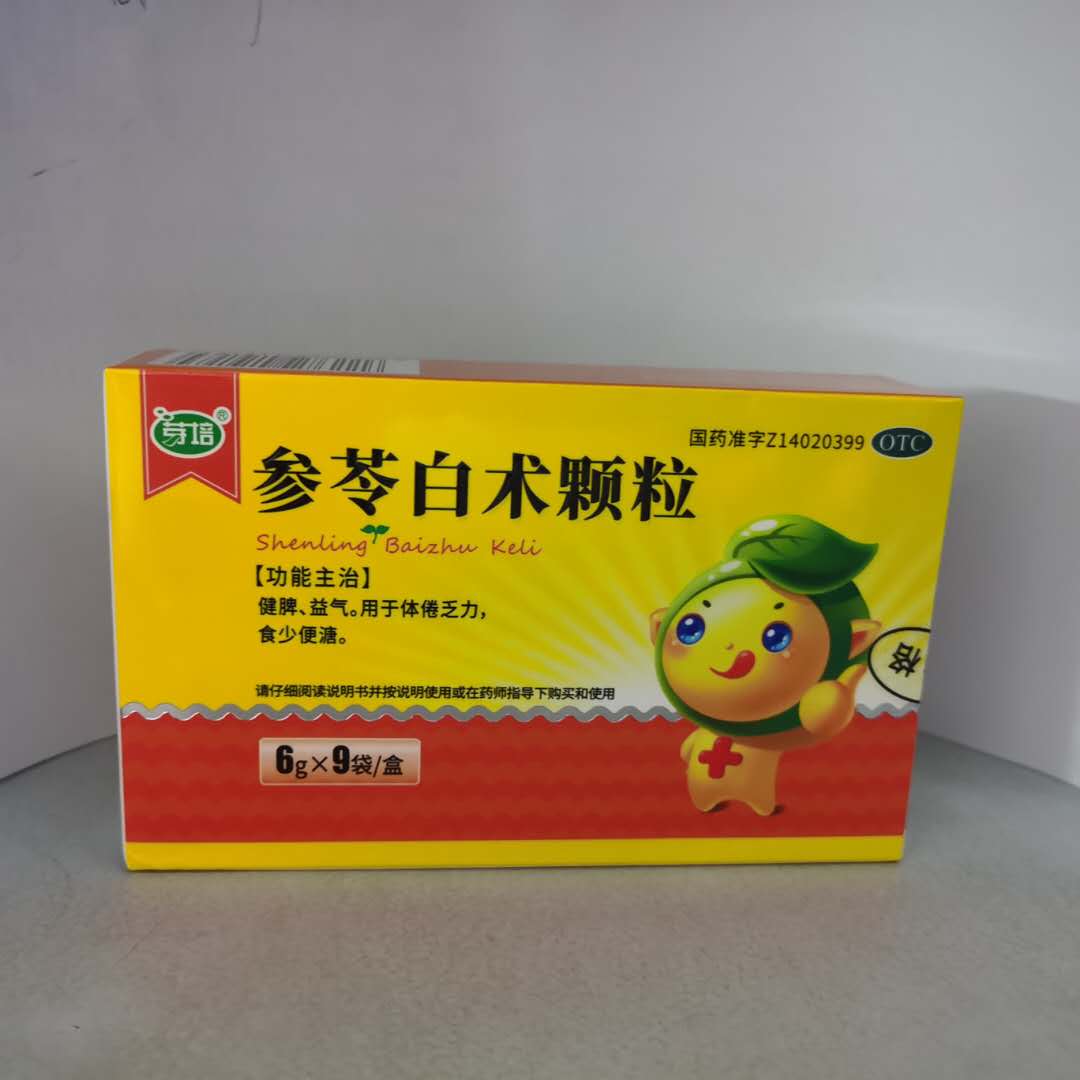 芽培®
国药准字Z14020399 OTC
参苓白术颗粒
Shenling Baizhu Keli
【功能主治】
健脾、益气。用于体倦乏力，
食少便溏。
请仔细阅读说明书并按说明使用或在药师指导下购买和使用
6g×9袋/盒
格